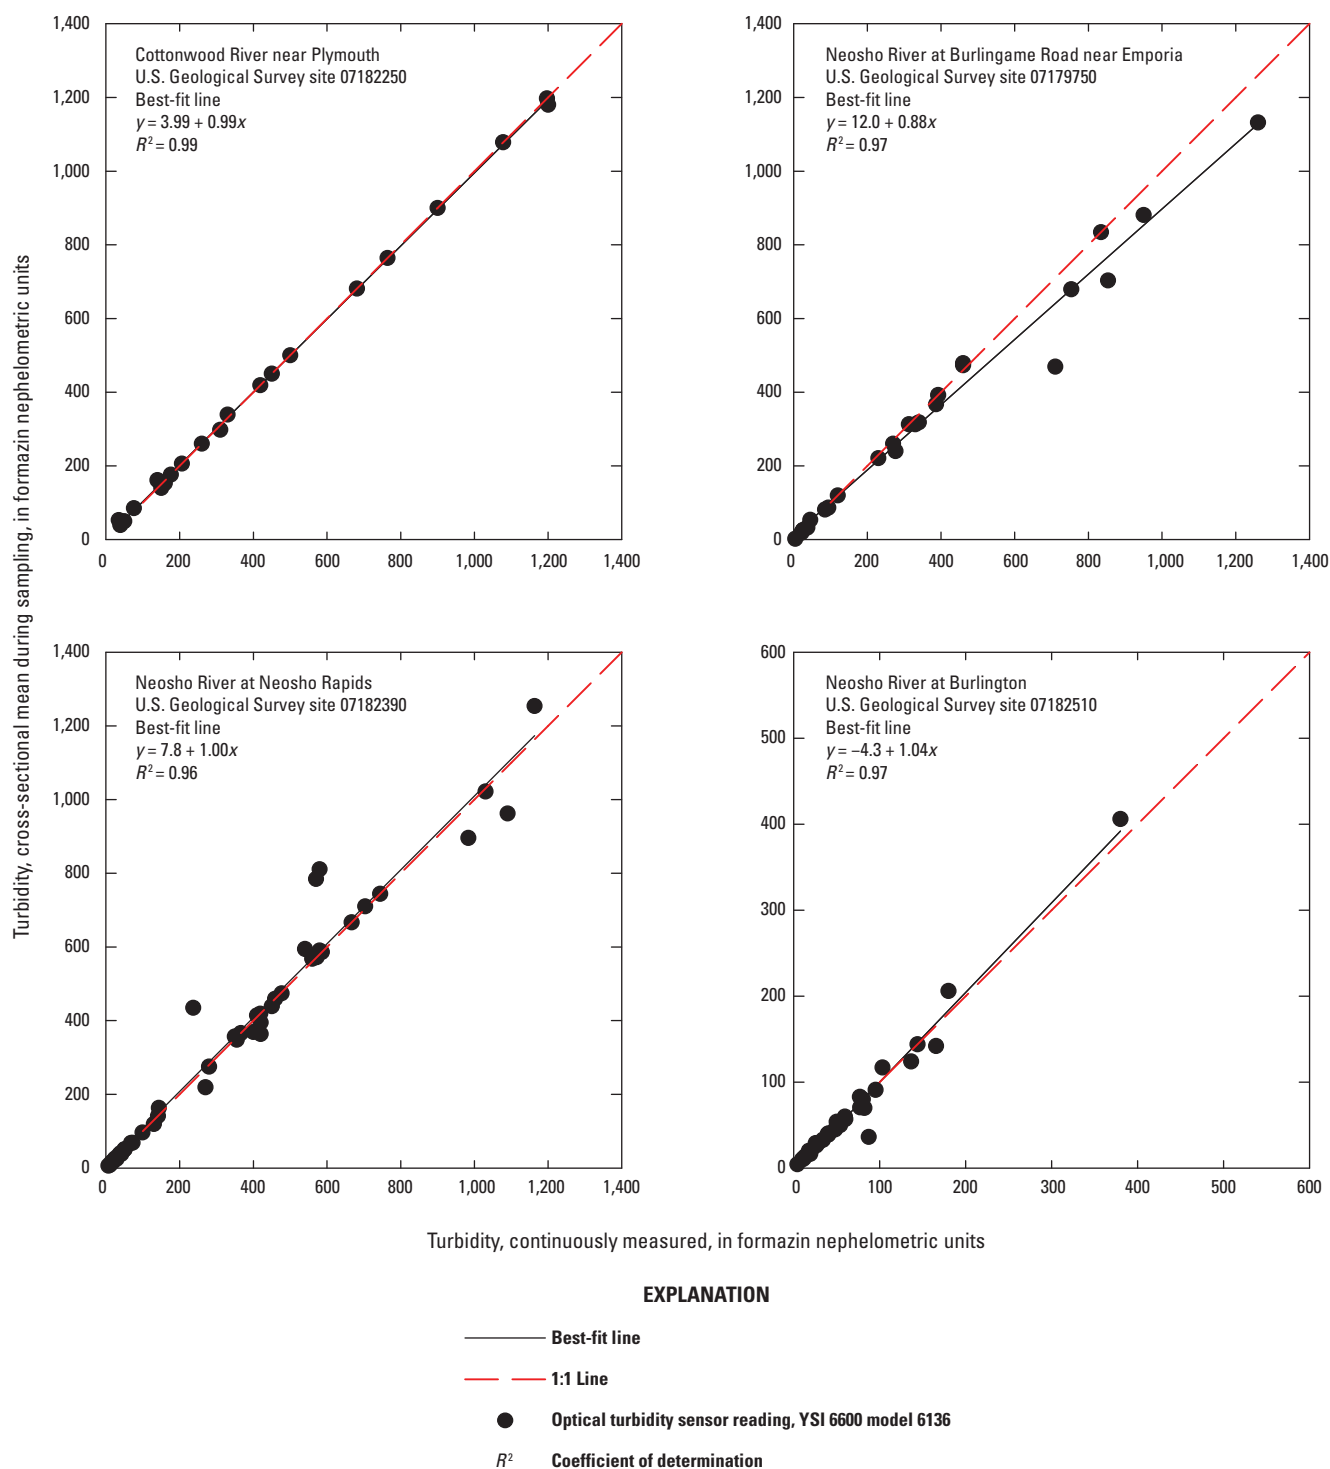 Turbidity, cross-sectional mean during sampling, in formazin nephelometric units
1,400
1,200
1,000
800
600
400
200
0
Cottonwood River near Plymouth
U.S. Geological Survey site 07182250
Best-fit line
y = 3.99 + 0.99x
R² = 0.99
0 200 400 600 800 1,000 1,200 1,400
1,400
1,200
1,000
800
600
400
200
0
Neosho River at Burlingame Road near Emporia
U.S. Geological Survey site 07179750
Best-fit line
y = 12.0 + 0.88x
R² = 0.97
0 200 400 600 800 1,000 1,200 1,400
1,400
1,200
1,000
800
600
400
200
0
Neosho River at Neosho Rapids
U.S. Geological Survey site 07182390
Best-fit line
y = 7.8 + 1.00x
R² = 0.96
0 200 400 600 800 1,000 1,200 1,400
600
500
400
300
200
100
0
Neosho River at Burlington
U.S. Geological Survey site 07182510
Best-fit line
y = −4.3 + 1.04x
R² = 0.97
0 100 200 300 400 500 600
Turbidity, continuously measured, in formazin nephelometric units
EXPLANATION
Best-fit line
1:1 Line
Optical turbidity sensor reading, YSI 6600 model 6136
R² Coefficient of determination